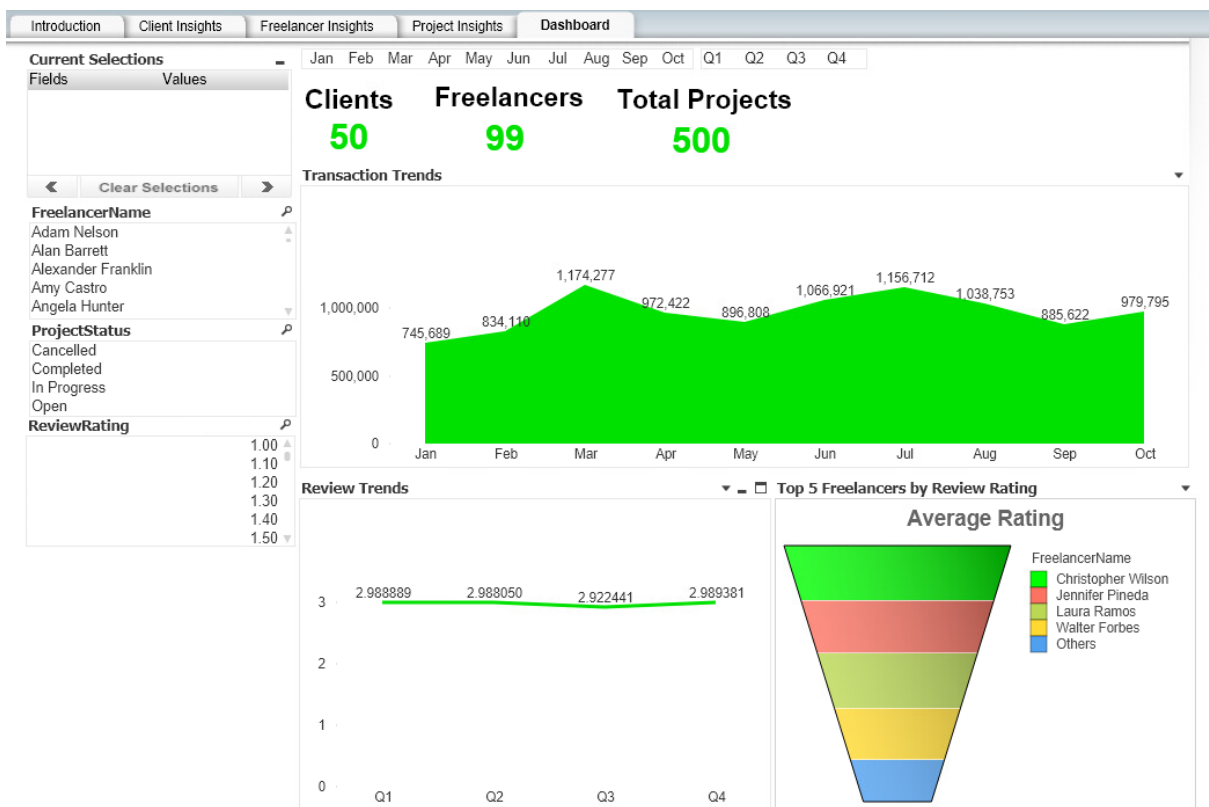 Introduction Client Insights Freelancer Insights Project Insights Dashboard
Current Selections
Fields Values
Clear Selections
FreelancerName
Adam Nelson
Alan Barrett
Alexander Franklin
Amy Castro
Angela Hunter
ProjectStatus
Cancelled
Completed
In Progress
Open
ReviewRating
1.00
1.10
1.20
1.30
1.40
1.50
Jan Feb Mar Apr May Jun Jul Aug Sep Oct Q1 Q2 Q3 Q4
Clients Freelancers Total Projects
50 99 500
Transaction Trends
1,000,000
500,000
0
745,689 834,110 1,174,277 972,422 896,808 1,066,921 1,156,712 1,038,753 885,622 979,795
Jan Feb Mar Apr May Jun Jul Aug Sep Oct
Review Trends
3
2
1
0
2.988889 2.988050 2.922441 2.989381
Q1 Q2 Q3 Q4
Top 5 Freelancers by Review Rating
Average Rating
FreelancerName
Christopher Wilson
Jennifer Pineda
Laura Ramos
Walter Forbes
Others